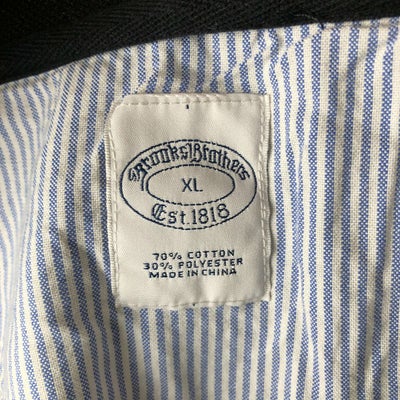 Brooks Brothers
XL
Est. 1818
70% COTTON
30% POLYESTER
MADE IN CHINA